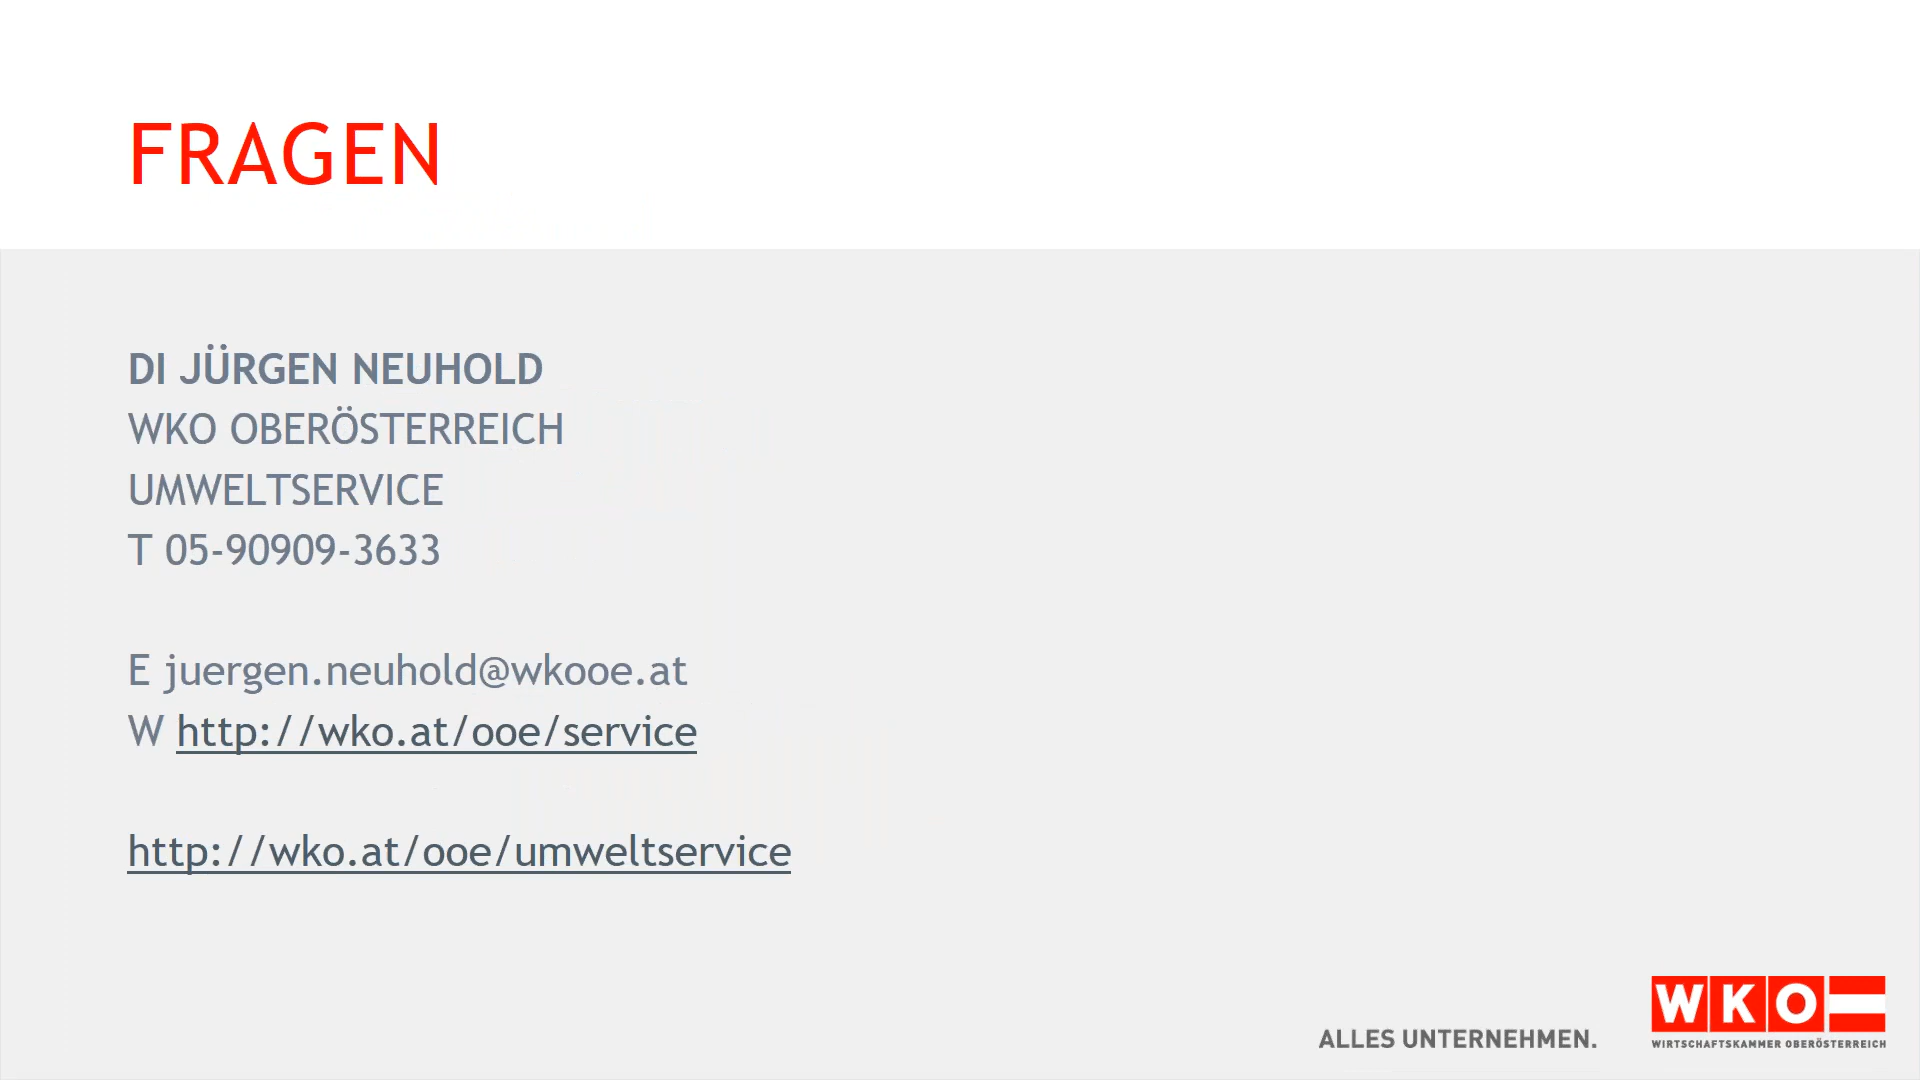 FRAGEN
DI JÜRGEN NEUHOLD
WKO OBERÖSTERREICH
UMWELTSERVICE
T 05-90909-3633
E juergen.neuhold@wkooe.at
W http://wko.at/ooe/service
http://wko.at/ooe/umweltservice
ALLES UNTERNEHMEN.
WKO
WIRTSCHAFTSKAMMER OBERÖSTERREICH